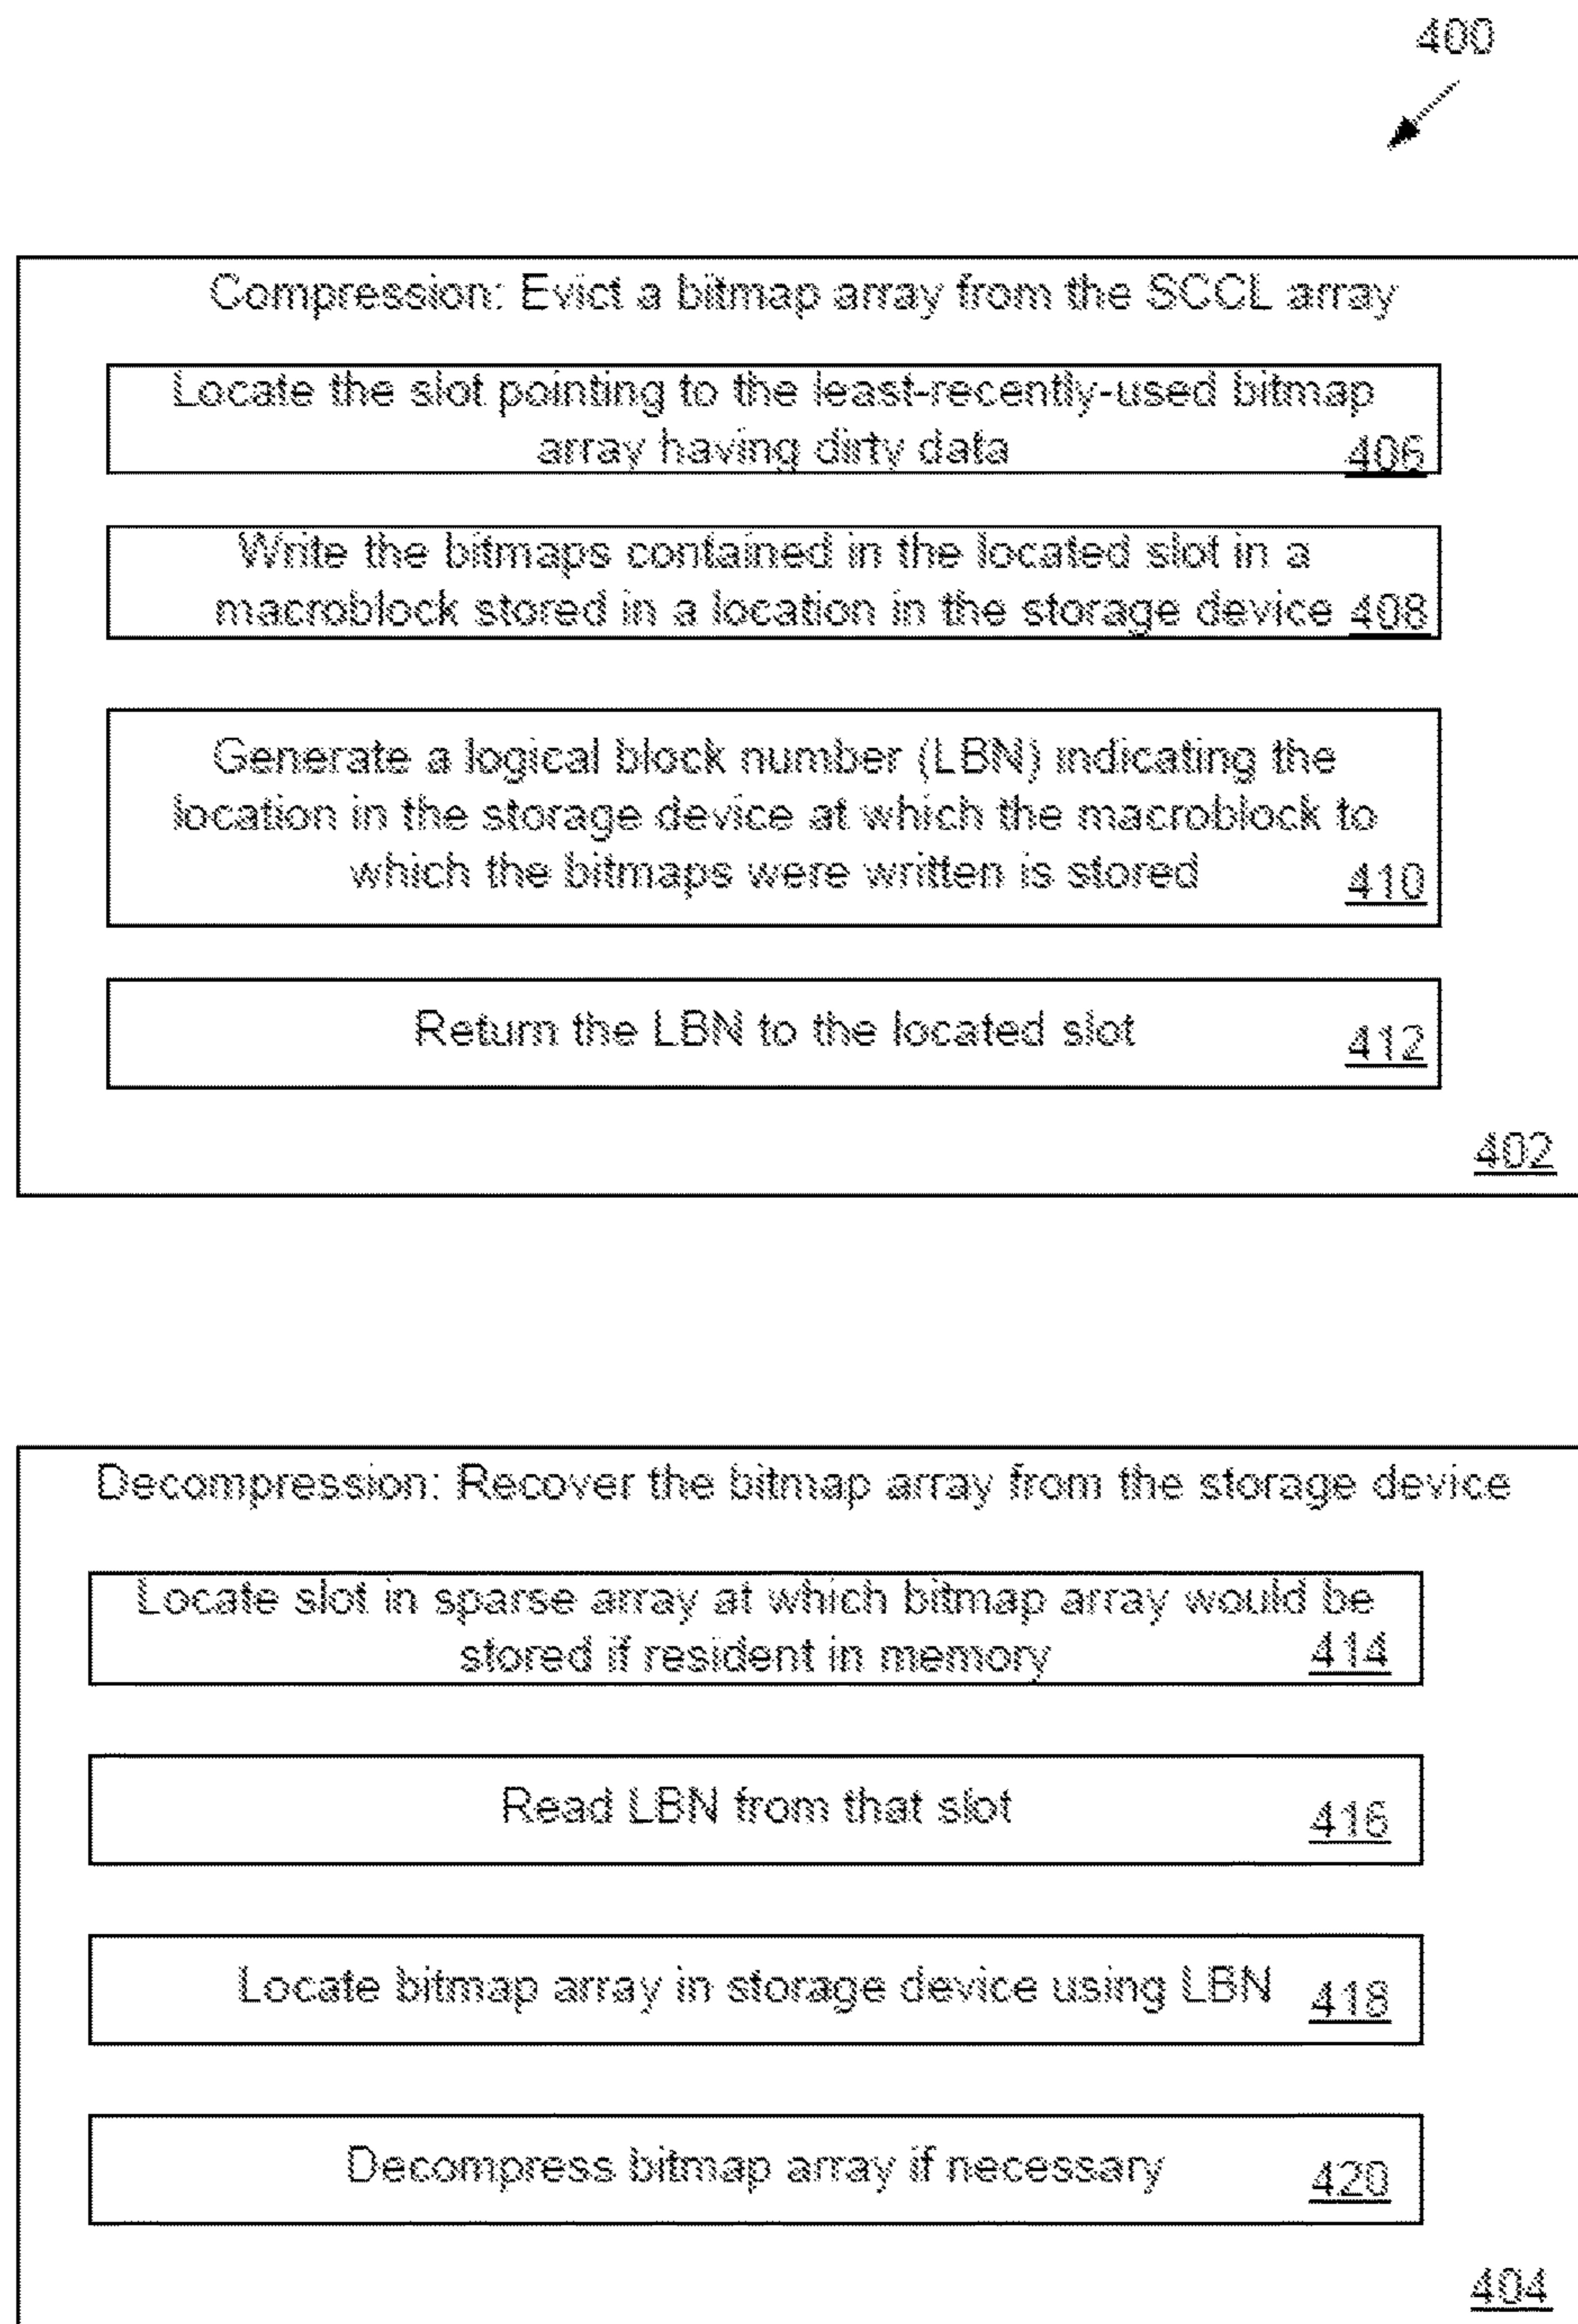 400
Compression: Evict a bitmap array from the SCCL array
Locate the slot pointing to the least-recently-used bitmap
array having dirty data 406
Write the bitmaps contained in the located slot in a
macroblock stored in a location in the storage device 408
Generate a logical block number (LBN) indicating the
location in the storage device at which the macroblock to
which the bitmaps were written is stored 410
Return the LBN to the located slot 412
402
Decompression: Recover the bitmap array from the storage device
Locate slot in sparse array at which bitmap array would be
stored if resident in memory 414
Read LBN from that slot 416
Locate bitmap array in storage device using LBN 418
Decompress bitmap array if necessary 420
404